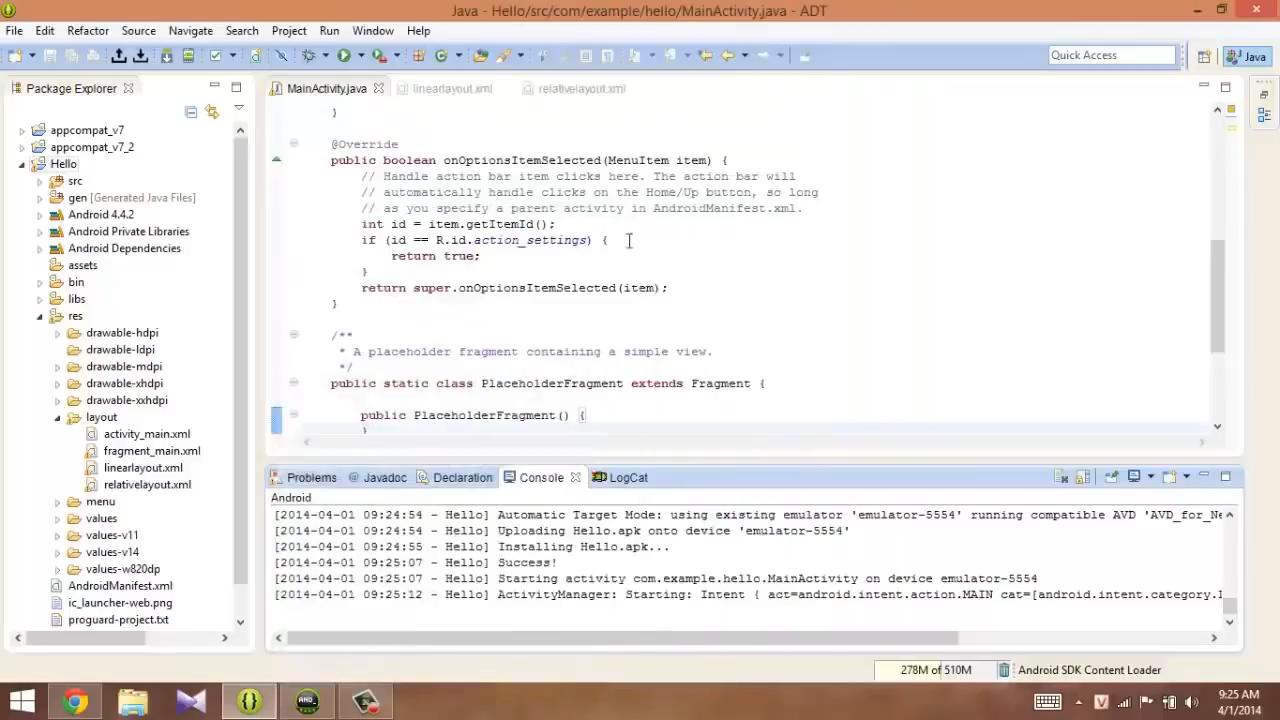 Java - Hello/src/com/example/hello/MainActivity.java - ADT
File Edit Refactor Source Navigate Search Project Run Window Help
Quick Access
Java
Package Explorer
appcompat_v7
appcompat_v7_2
Hello
src
gen [Generated Java Files]
Android 4.4.2
Android Private Libraries
Android Dependencies
assets
bin
libs
res
drawable-hdpi
drawable-ldpi
drawable-mdpi
drawable-xhdpi
drawable-xxhdpi
layout
activity_main.xml
fragment_main.xml
linearlayout.xml
relativelayout.xml
menu
values
values-v11
values-v14
values-w820dp
AndroidManifest.xml
ic_launcher-web.png
proguard-project.txt
MainActivity.java linearlayout.xml relativelayout.xml
}
@Override
public boolean onOptionsItemSelected(MenuItem item) {
// Handle action bar item clicks here. The action bar will
// automatically handle clicks on the Home/Up button, so long
// as you specify a parent activity in AndroidManifest.xml.
int id = item.getItemId();
if (id == R.id.action_settings) {
return true;
}
return super.onOptionsItemSelected(item);
}
/**
* A placeholder fragment containing a simple view.
*/
public static class PlaceholderFragment extends Fragment {
public PlaceholderFragment() {
}
Problems @ Javadoc Declaration Console LogCat
Android
[2014-04-01 09:24:54 - Hello] Automatic Target Mode: using existing emulator 'emulator-5554' running compatible AVD 'AVD_for_Ne
[2014-04-01 09:24:54 - Hello] Uploading Hello.apk onto device 'emulator-5554'
[2014-04-01 09:24:55 - Hello] Installing Hello.apk...
[2014-04-01 09:25:07 - Hello] Success!
[2014-04-01 09:25:07 - Hello] Starting activity com.example.hello.MainActivity on device emulator-5554
[2014-04-01 09:25:12 - Hello] ActivityManager: Starting: Intent { act=android.intent.action.MAIN cat=[android.intent.category.
278M of 510M
Android SDK Content Loader
9:25 AM
4/1/2014